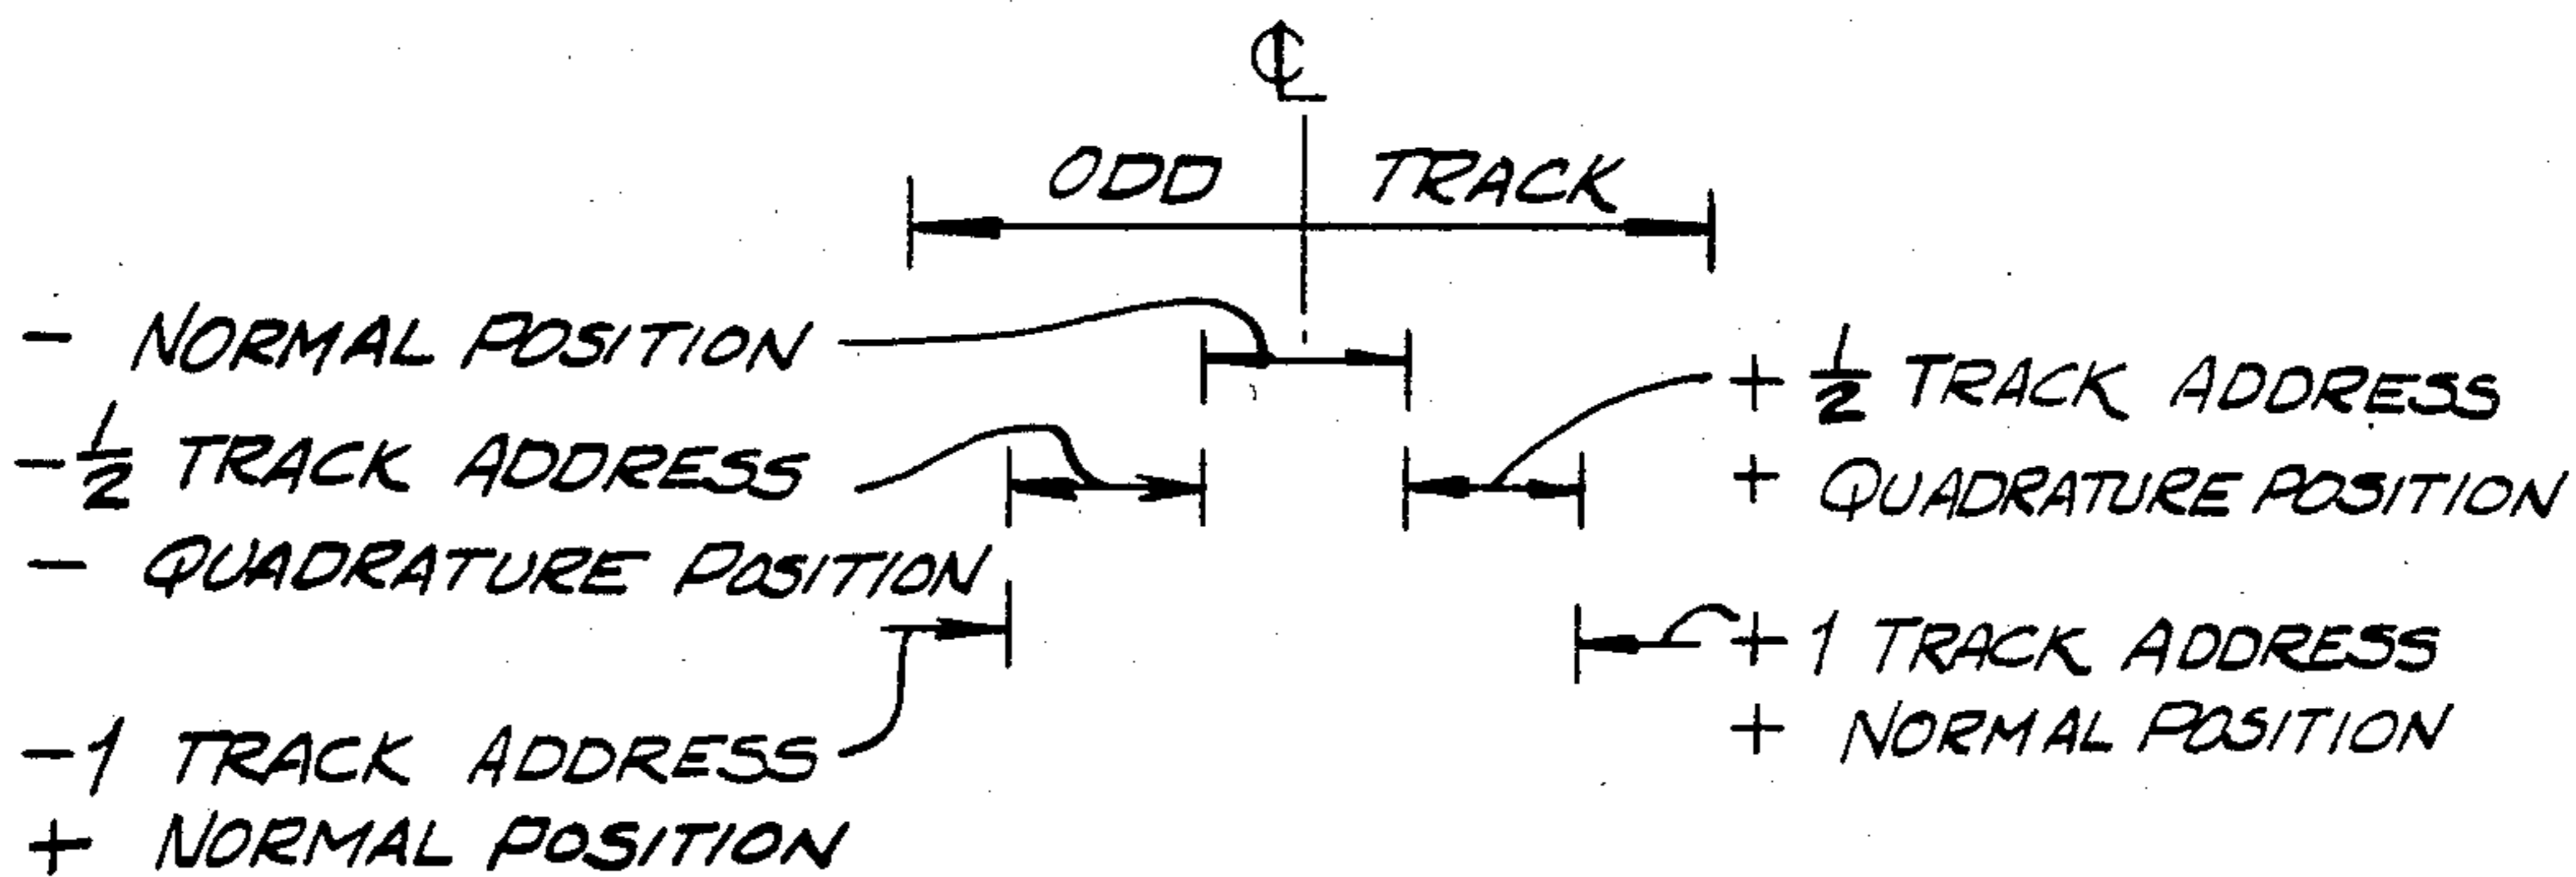 ℄
ODD TRACK
- NORMAL POSITION
-1/2 TRACK ADDRESS
- QUADRATURE POSITION
-1 TRACK ADDRESS
+ NORMAL POSITION
+ 1/2 TRACK ADDRESS
+ QUADRATURE POSITION
+ 1 TRACK ADDRESS
+ NORMAL POSITION